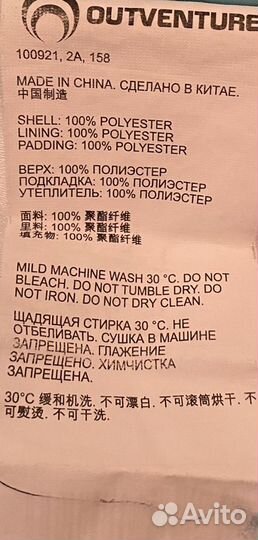 OUTVENTURE
100921, 2A, 158
MADE IN CHINA. СДЕЛАНО В КИТАЕ.
中国制造
SHELL: 100% POLYESTER
LINING: 100% POLYESTER
PADDING: 100% POLYESTER
ВЕРХ: 100% ПОЛИЭСТЕР
ПОДКЛАДКА: 100% ПОЛИЭСТЕР
УТЕПЛИТЕЛЬ: 100% ПОЛИЭСТЕР
面料: 100% 聚酯纤维
里料: 100% 聚酯纤维
填充物: 100% 聚酯纤维
MILD MACHINE WASH 30 °C. DO NOT
BLEACH. DO NOT TUMBLE DRY. DO
NOT IRON. DO NOT DRY CLEAN.
ЩАДЯЩАЯ СТИРКА 30 °C. НЕ
ОТБЕЛИВАТЬ. СУШКА В МАШИНЕ
ЗАПРЕЩЕНА. ГЛАЖЕНИЕ
ЗАПРЕЩЕНО. ХИМЧИСТКА
ЗАПРЕЩЕНА.
30°C 缓和机洗. 不可漂白. 不可滚筒烘干. 不
可熨烫. 不可干洗.
Avito